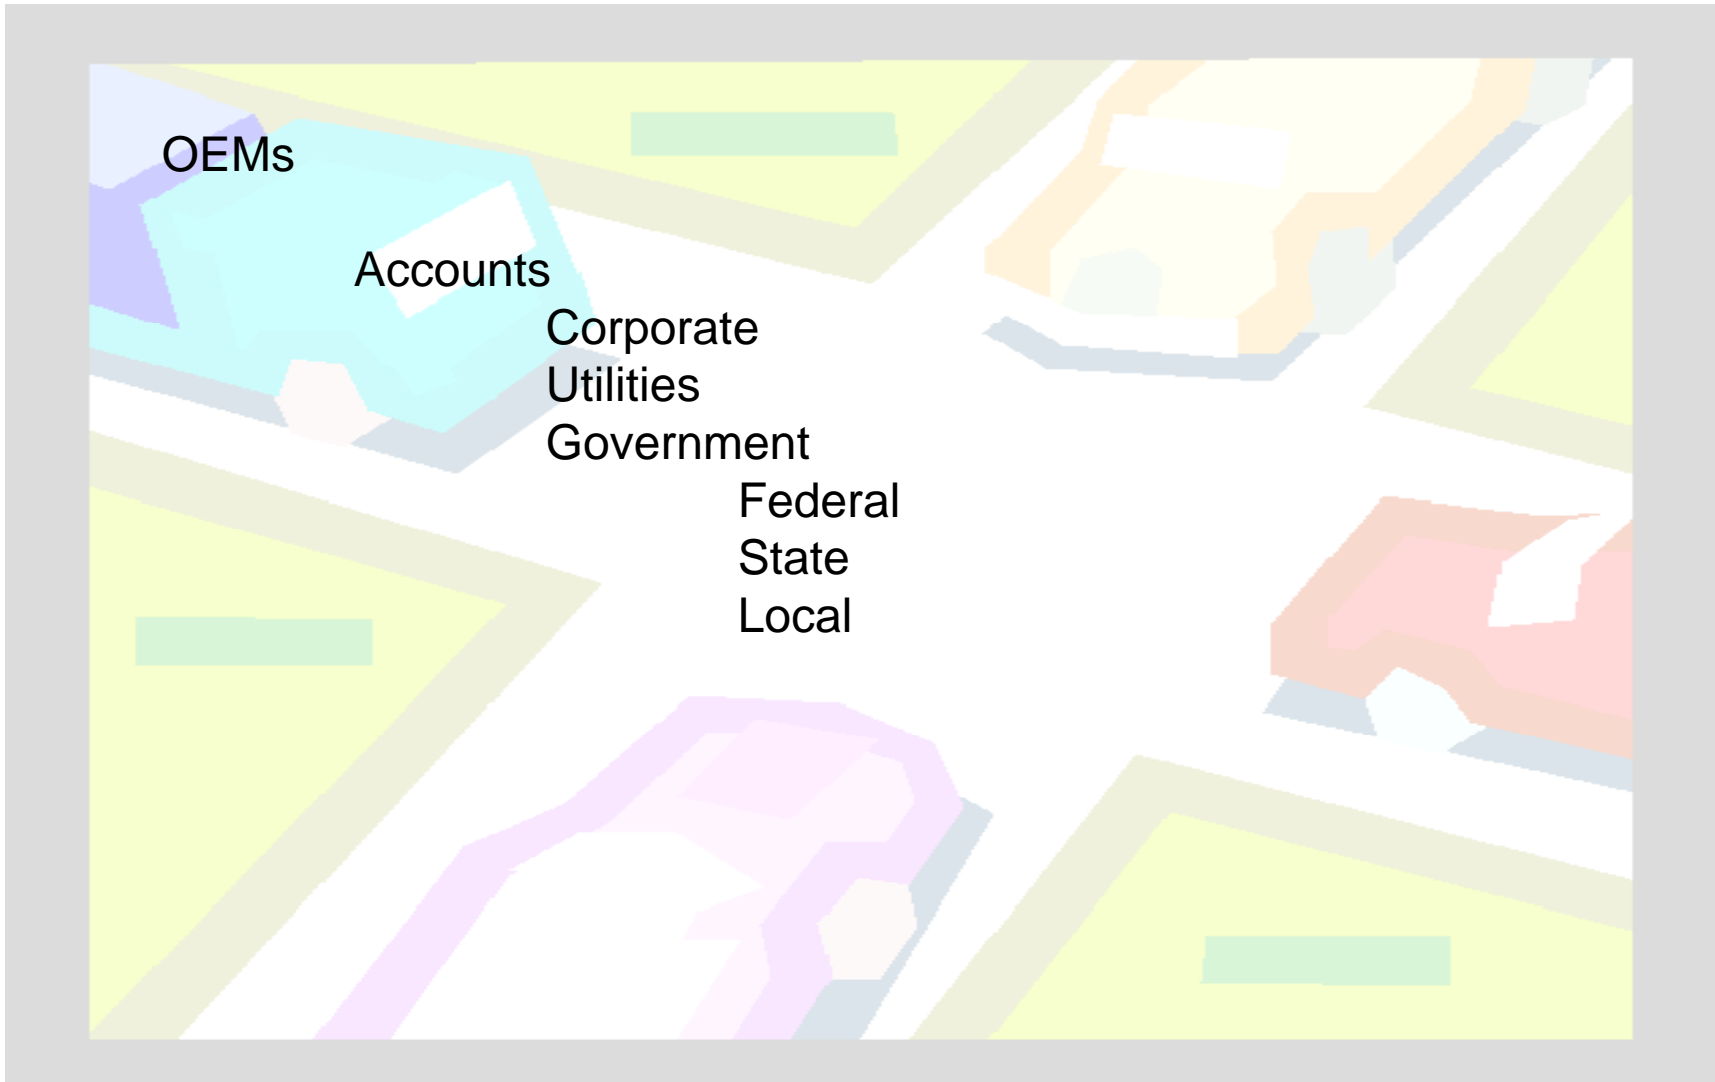 OEMs
Accounts
Corporate
Utilities
Government
Federal
State
Local